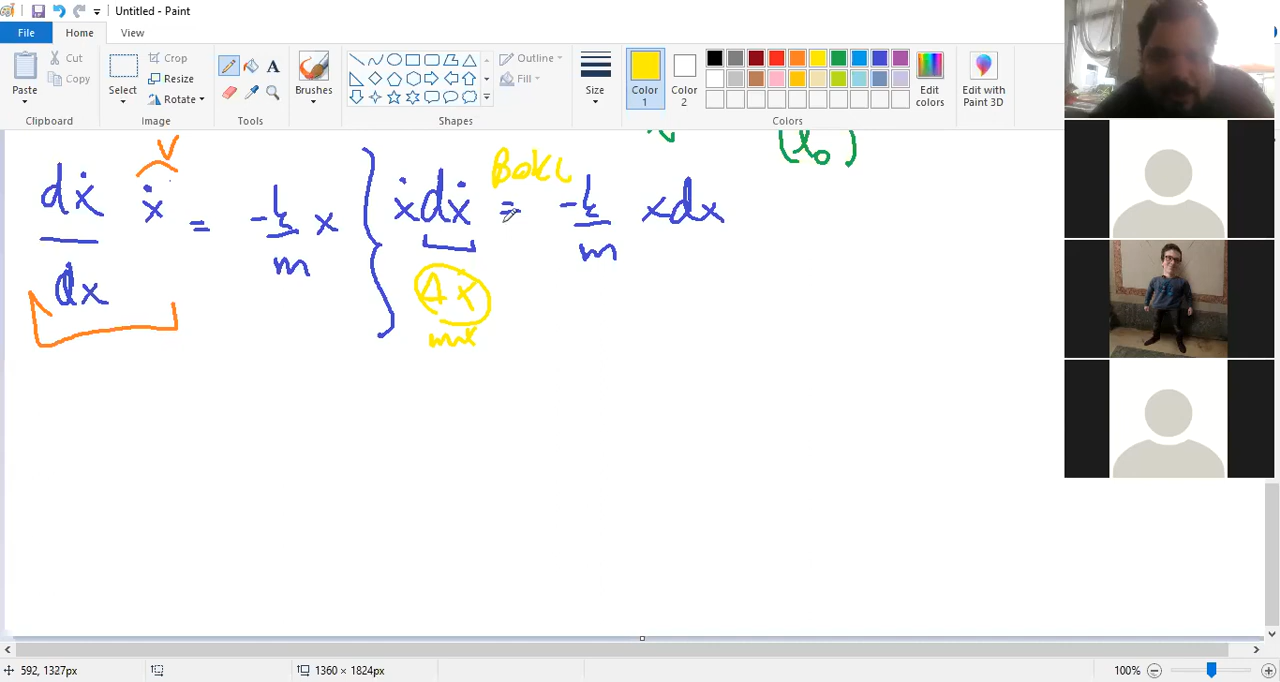 Untitled - Paint
File Home View
Paste Cut Copy Clipboard
Select Crop Resize Rotate Image
Tools
Brushes
Shapes
Outline Fill
Size
Color 1 Color 2
Edit colors
Edit with Paint 3D
Colors
(l₀)
V
dẋ/dx ẋ = -k/m x } ẋdẋ = -k/m xdx
Δx
592, 1327px 1360 × 1824px 100%